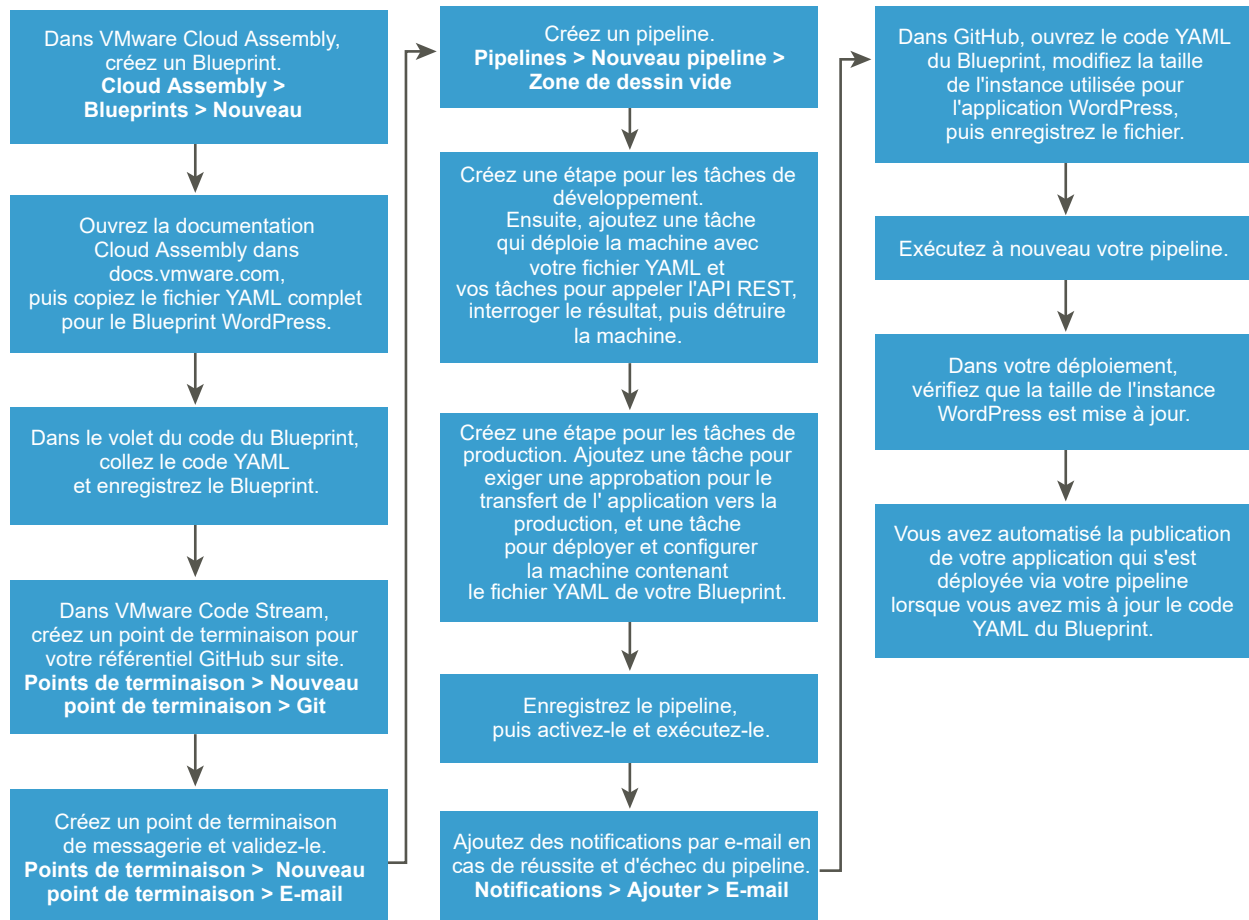 Dans VMware Cloud Assembly,
créez un Blueprint.
Cloud Assembly >
Blueprints > Nouveau
Ouvrez la documentation
Cloud Assembly dans
docs.vmware.com,
puis copiez le fichier YAML complet
pour le Blueprint WordPress.
Dans le volet du code du Blueprint,
collez le code YAML
et enregistrez le Blueprint.
Dans VMware Code Stream,
créez un point de terminaison pour
votre référentiel GitHub sur site.
Points de terminaison > Nouveau
point de terminaison > Git
Créez un point de terminaison
de messagerie et validez-le.
Points de terminaison > Nouveau
point de terminaison > E-mail
Créez un pipeline.
Pipelines > Nouveau pipeline >
Zone de dessin vide
Créez une étape pour les tâches de
développement.
Ensuite, ajoutez une tâche
qui déploie la machine avec
votre fichier YAML et
vos tâches pour appeler l'API REST,
interroger le résultat, puis détruire
la machine.
Créez une étape pour les tâches de
production. Ajoutez une tâche pour
exiger une approbation pour le
transfert de l' application vers la
production, et une tâche
pour déployer et configurer
la machine contenant
le fichier YAML de votre Blueprint.
Enregistrez le pipeline,
puis activez-le et exécutez-le.
Ajoutez des notifications par e-mail en
cas de réussite et d'échec du pipeline.
Notifications > Ajouter > E-mail
Dans GitHub, ouvrez le code YAML
du Blueprint, modifiez la taille
de l'instance utilisée pour
l'application WordPress,
puis enregistrez le fichier.
Exécutez à nouveau votre pipeline.
Dans votre déploiement,
vérifiez que la taille de l'instance
WordPress est mise à jour.
Vous avez automatisé la publication
de votre application qui s'est
déployée via votre pipeline
lorsque vous avez mis à jour le code
YAML du Blueprint.